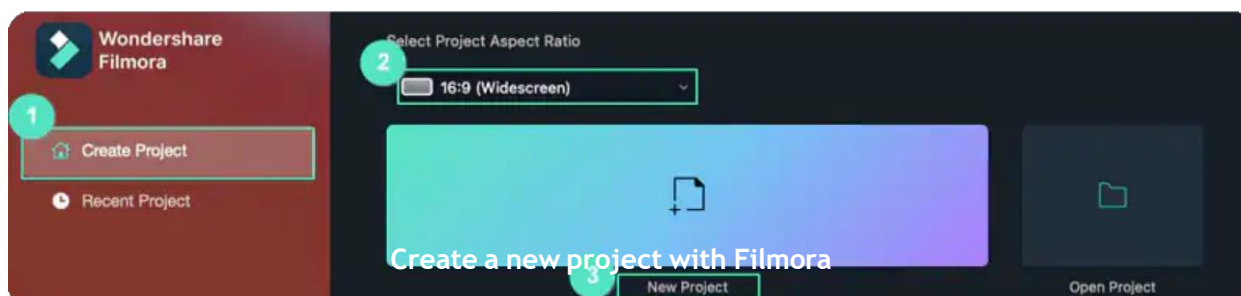 Wondershare
Filmora
1
Create Project
Recent Project
Select Project Aspect Ratio
2
16:9 (Widescreen)
Create a new project with Filmora
3
New Project
Open Project